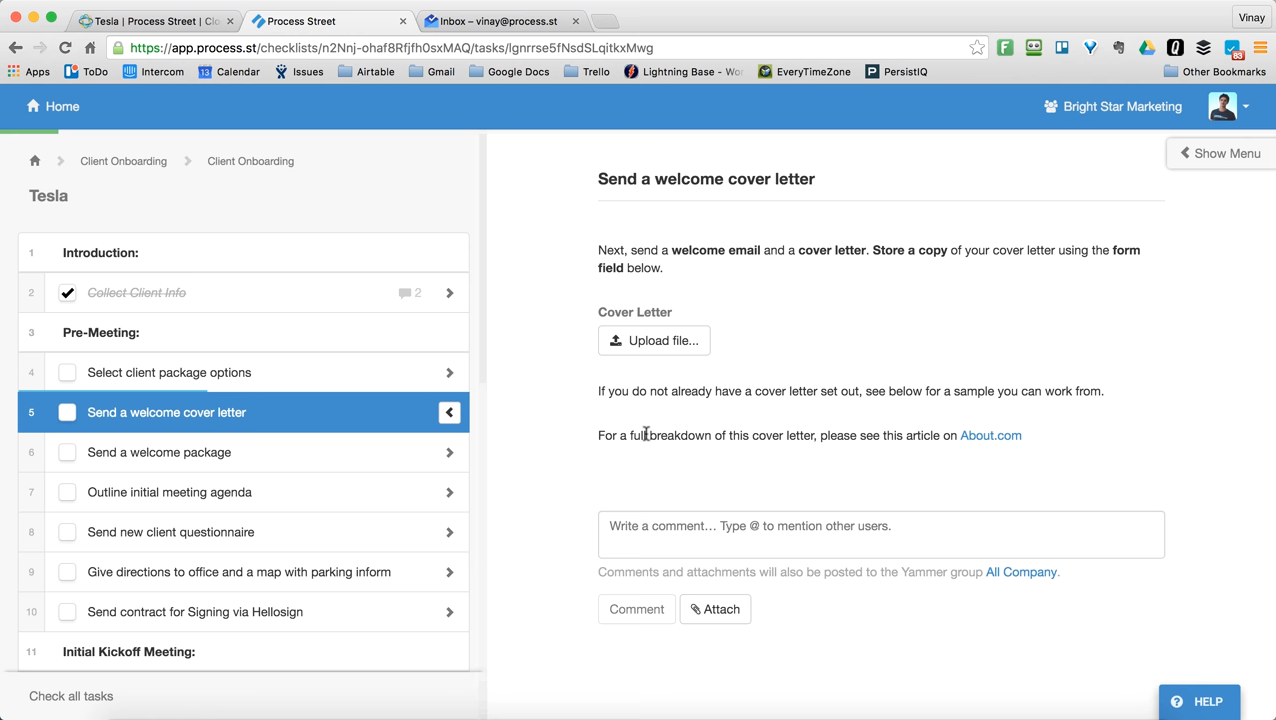 Tesla | Process Street | Clo
Process Street
Inbox – vinay@process.st
Vinay
https://app.process.st/checklists/n2Nnj-ohaf8Rfjfh0sxMAQ/tasks/lgnrrse5fNsdSLqitkxMwg
83
Apps
ToDo
Intercom
13 Calendar
Issues
Airtable
Gmail
Google Docs
Trello
Lightning Base - Wor
EveryTimeZone
PersistIQ
Other Bookmarks
Home
Bright Star Marketing
Client Onboarding
Client Onboarding
Show Menu
Tesla
1 Introduction:
2 Collect Client Info 2
3 Pre-Meeting:
4 Select client package options
5 Send a welcome cover letter
6 Send a welcome package
7 Outline initial meeting agenda
8 Send new client questionnaire
9 Give directions to office and a map with parking inform
10 Send contract for Signing via Hellosign
11 Initial Kickoff Meeting:
Check all tasks
Send a welcome cover letter
Next, send a welcome email and a cover letter. Store a copy of your cover letter using the form
field below.
Cover Letter
Upload file...
If you do not already have a cover letter set out, see below for a sample you can work from.
For a full breakdown of this cover letter, please see this article on About.com
Write a comment… Type @ to mention other users.
Comments and attachments will also be posted to the Yammer group All Company.
Comment
Attach
HELP